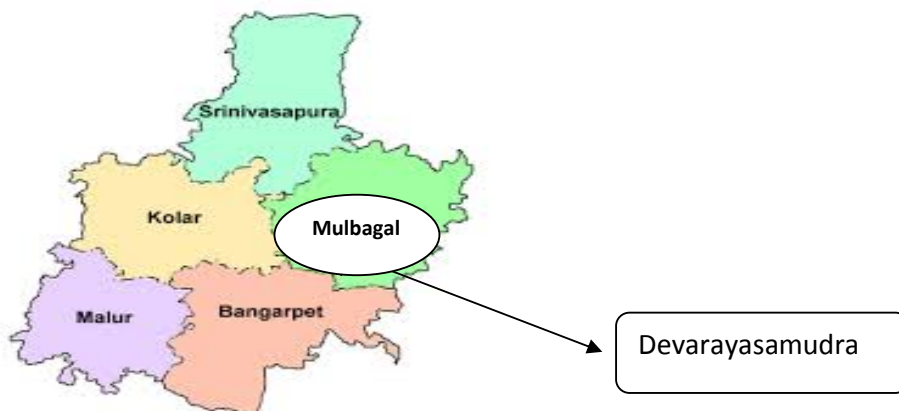 Srinivasapura
Kolar
Mulbagal
Malur
Bangarpet
Devarayasamudra